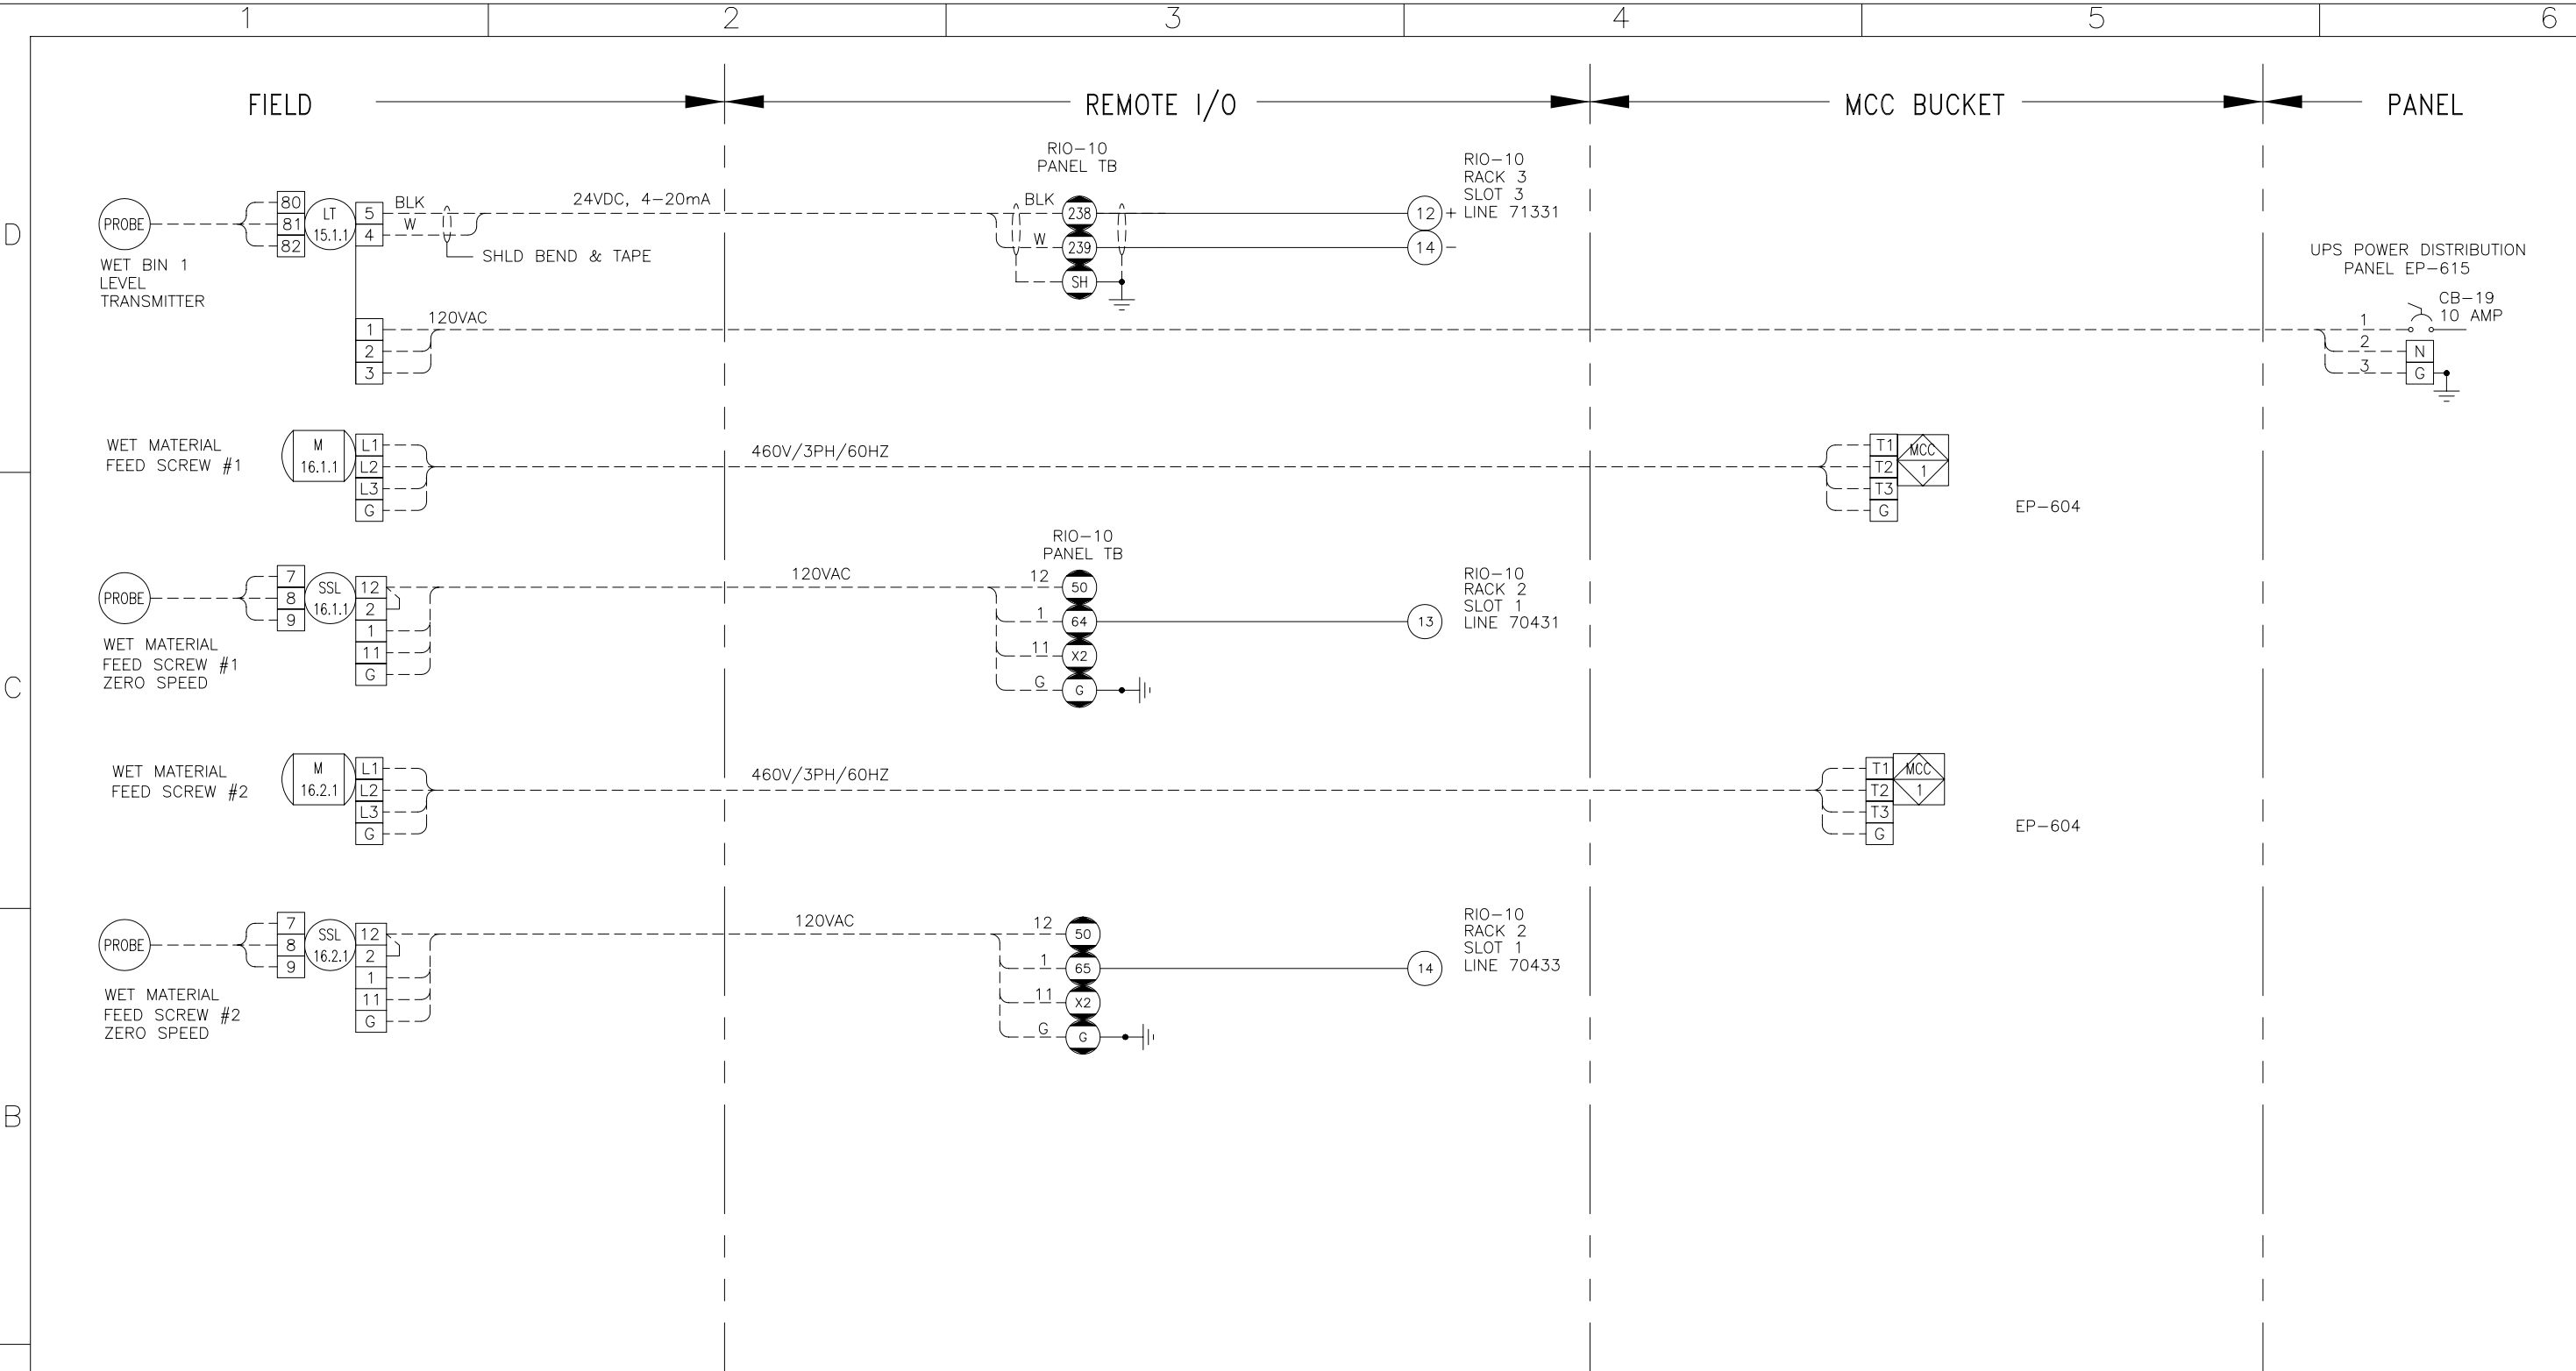 1 2 3 4 5 6
FIELD REMOTE I/O MCC BUCKET PANEL
D
RIO-10
PANEL TB
RIO-10
RACK 3
SLOT 3
LINE 71331
PROBE
80
81
82
LT
15.1.1
5
4
BLK
W
24VDC, 4-20mA
SHLD BEND & TAPE
BLK
W
238
239
SH
12 +
14 -
WET BIN 1
LEVEL
TRANSMITTER
1
2
3
120VAC
UPS POWER DISTRIBUTION
PANEL EP-615
CB-19
10 AMP
1
2
3
N
G
WET MATERIAL
FEED SCREW #1
M
16.1.1
L1
L2
L3
G
460V/3PH/60HZ
T1
T2
T3
G
MCC
1
EP-604
C
RIO-10
PANEL TB
PROBE
7
8
9
SSL
16.1.1
12
2
1
11
G
120VAC
12
1
11
G
50
64
X2
G
13
RIO-10
RACK 2
SLOT 1
LINE 70431
WET MATERIAL
FEED SCREW #1
ZERO SPEED
WET MATERIAL
FEED SCREW #2
M
16.2.1
L1
L2
L3
G
460V/3PH/60HZ
T1
T2
T3
G
MCC
1
EP-604
B
PROBE
7
8
9
SSL
16.2.1
12
2
1
11
G
120VAC
12
1
11
G
50
65
X2
G
14
RIO-10
RACK 2
SLOT 1
LINE 70433
WET MATERIAL
FEED SCREW #2
ZERO SPEED